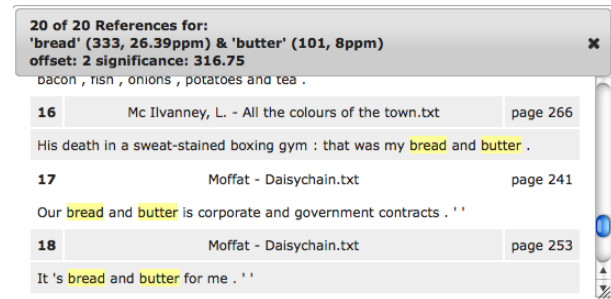 20 of 20 References for:
'bread' (333, 26.39ppm) & 'butter' (101, 8ppm)
offset: 2 significance: 316.75
bacon , fish , onions , potatoes and tea .
16 Mc Ilvanney, L. - All the colours of the town.txt page 266
His death in a sweat-stained boxing gym : that was my bread and butter .
17 Moffat - Daisychain.txt page 241
Our bread and butter is corporate and government contracts . ' '
18 Moffat - Daisychain.txt page 253
It 's bread and butter for me . ' '